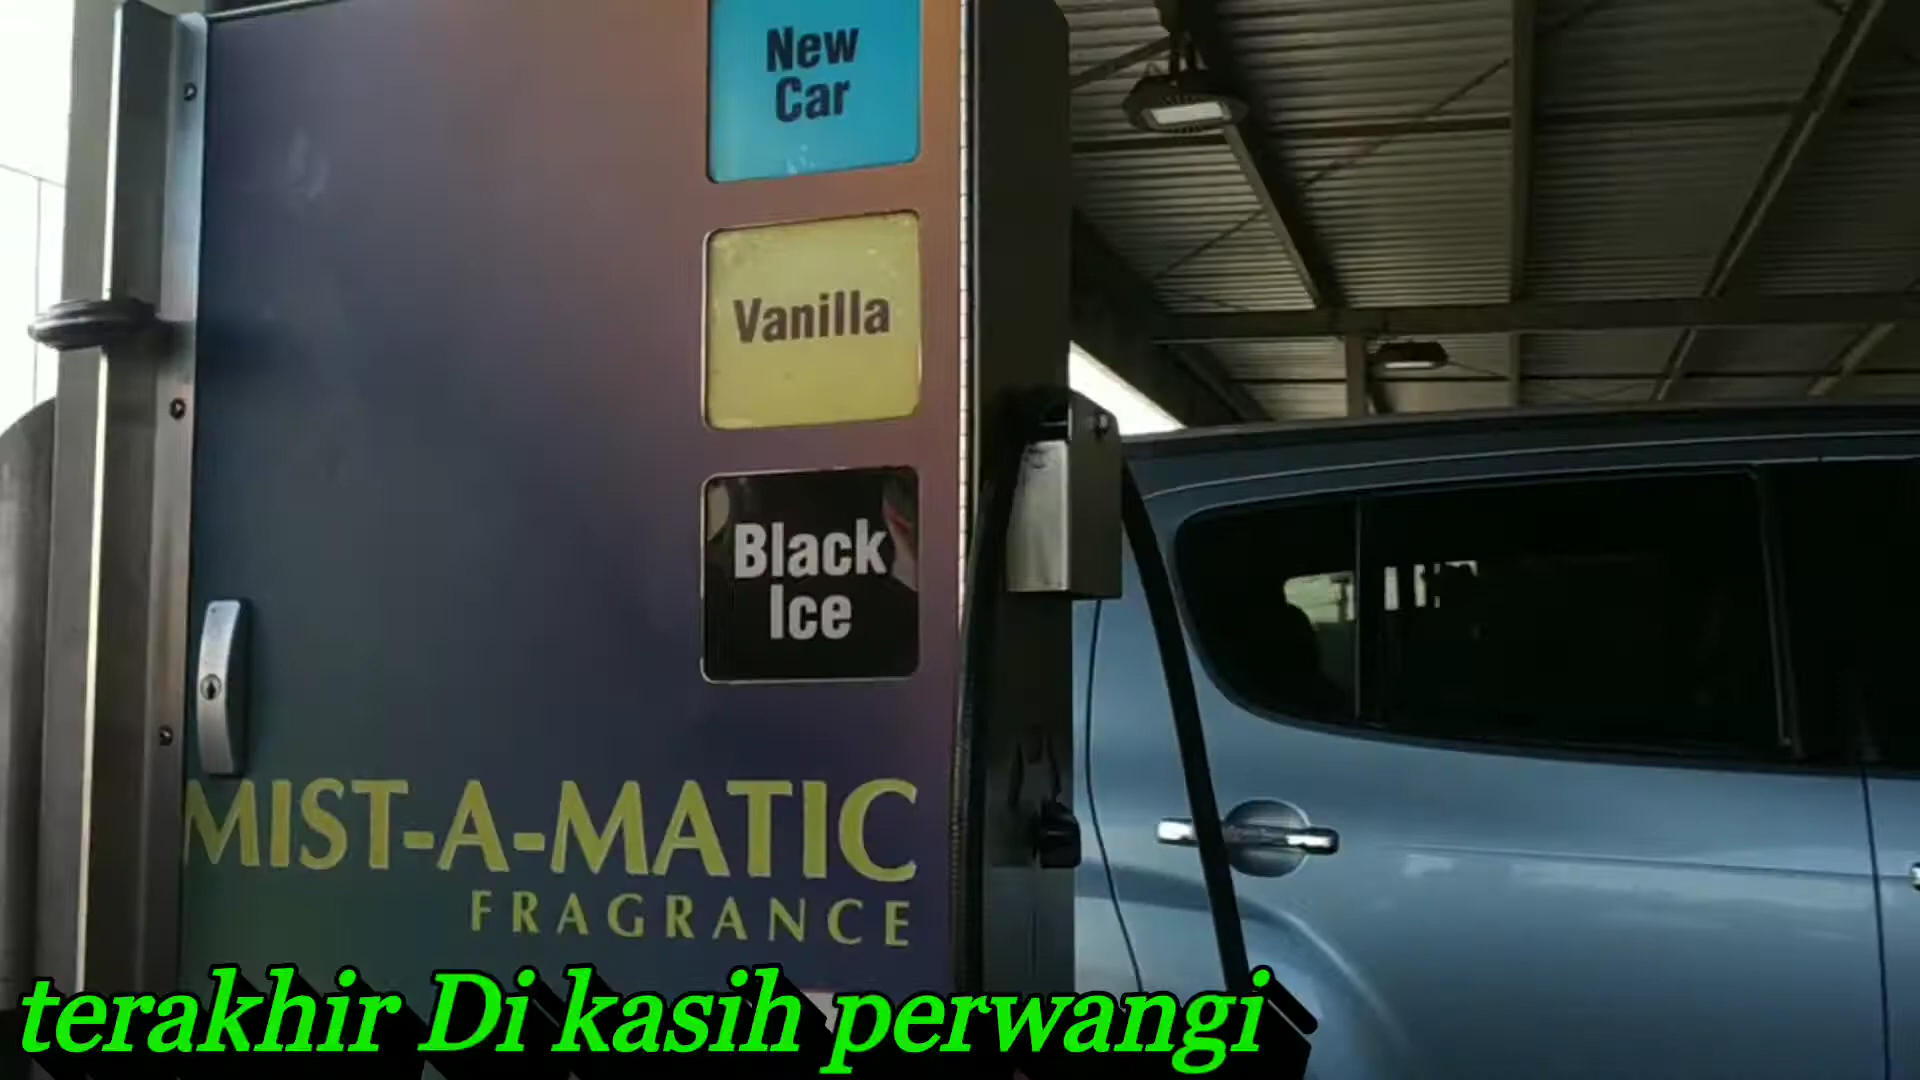 New
Car
Vanilla
Black
Ice
MIST-A-MATIC
FRAGRANCE
terakhir Di kasih perwangi